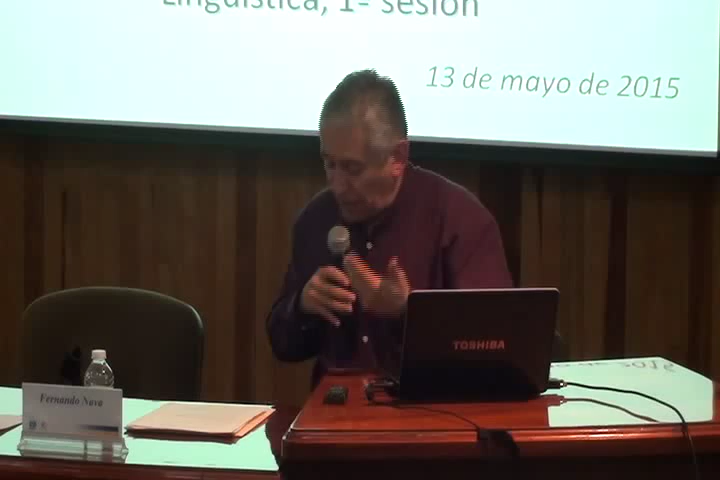 Lingüística, 1ª sesión
13 de mayo de 2015
TOSHIBA
Fernando Nava